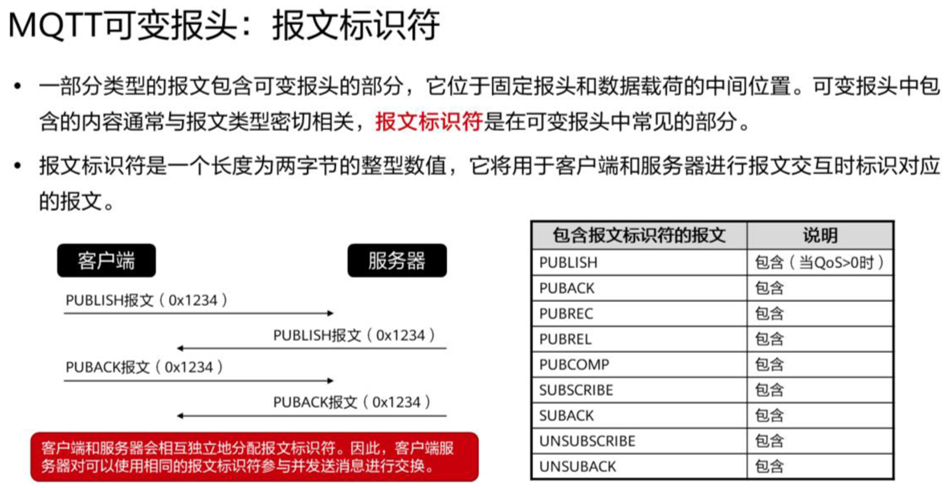 MQTT可变报头：报文标识符
• 一部分类型的报文包含可变报头的部分，它位于固定报头和数据载荷的中间位置。可变报头中包
含的内容通常与报文类型密切相关，报文标识符是在可变报头中常见的部分。
• 报文标识符是一个长度为两字节的整型数值，它将用于客户端和服务器进行报文交互时标识对应
的报文。
客户端 服务器
PUBLISH报文（0x1234）
PUBLISH报文（0x1234）
PUBACK报文（0x1234）
PUBACK报文（0x1234）
客户端和服务器会相互独立地分配报文标识符。因此，客户端服
务器对可以使用相同的报文标识符参与并发送消息进行交换。
包含报文标识符的报文 说明
PUBLISH 包含（当QoS>0时）
PUBACK 包含
PUBREC 包含
PUBREL 包含
PUBCOMP 包含
SUBSCRIBE 包含
SUBACK 包含
UNSUBSCRIBE 包含
UNSUBACK 包含